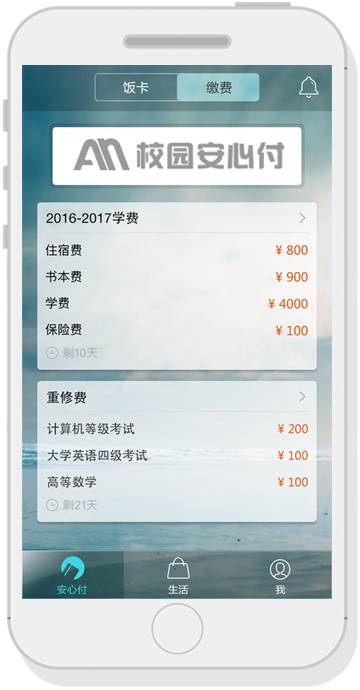 饭卡 缴费
AN 校园安心付
2016-2017学费
住宿费 ¥ 800
书本费 ¥ 900
学费 ¥ 4000
保险费 ¥ 100
剩10天
重修费
计算机等级考试 ¥ 200
大学英语四级考试 ¥ 100
高等数学 ¥ 100
剩21天
安心付 生活 我